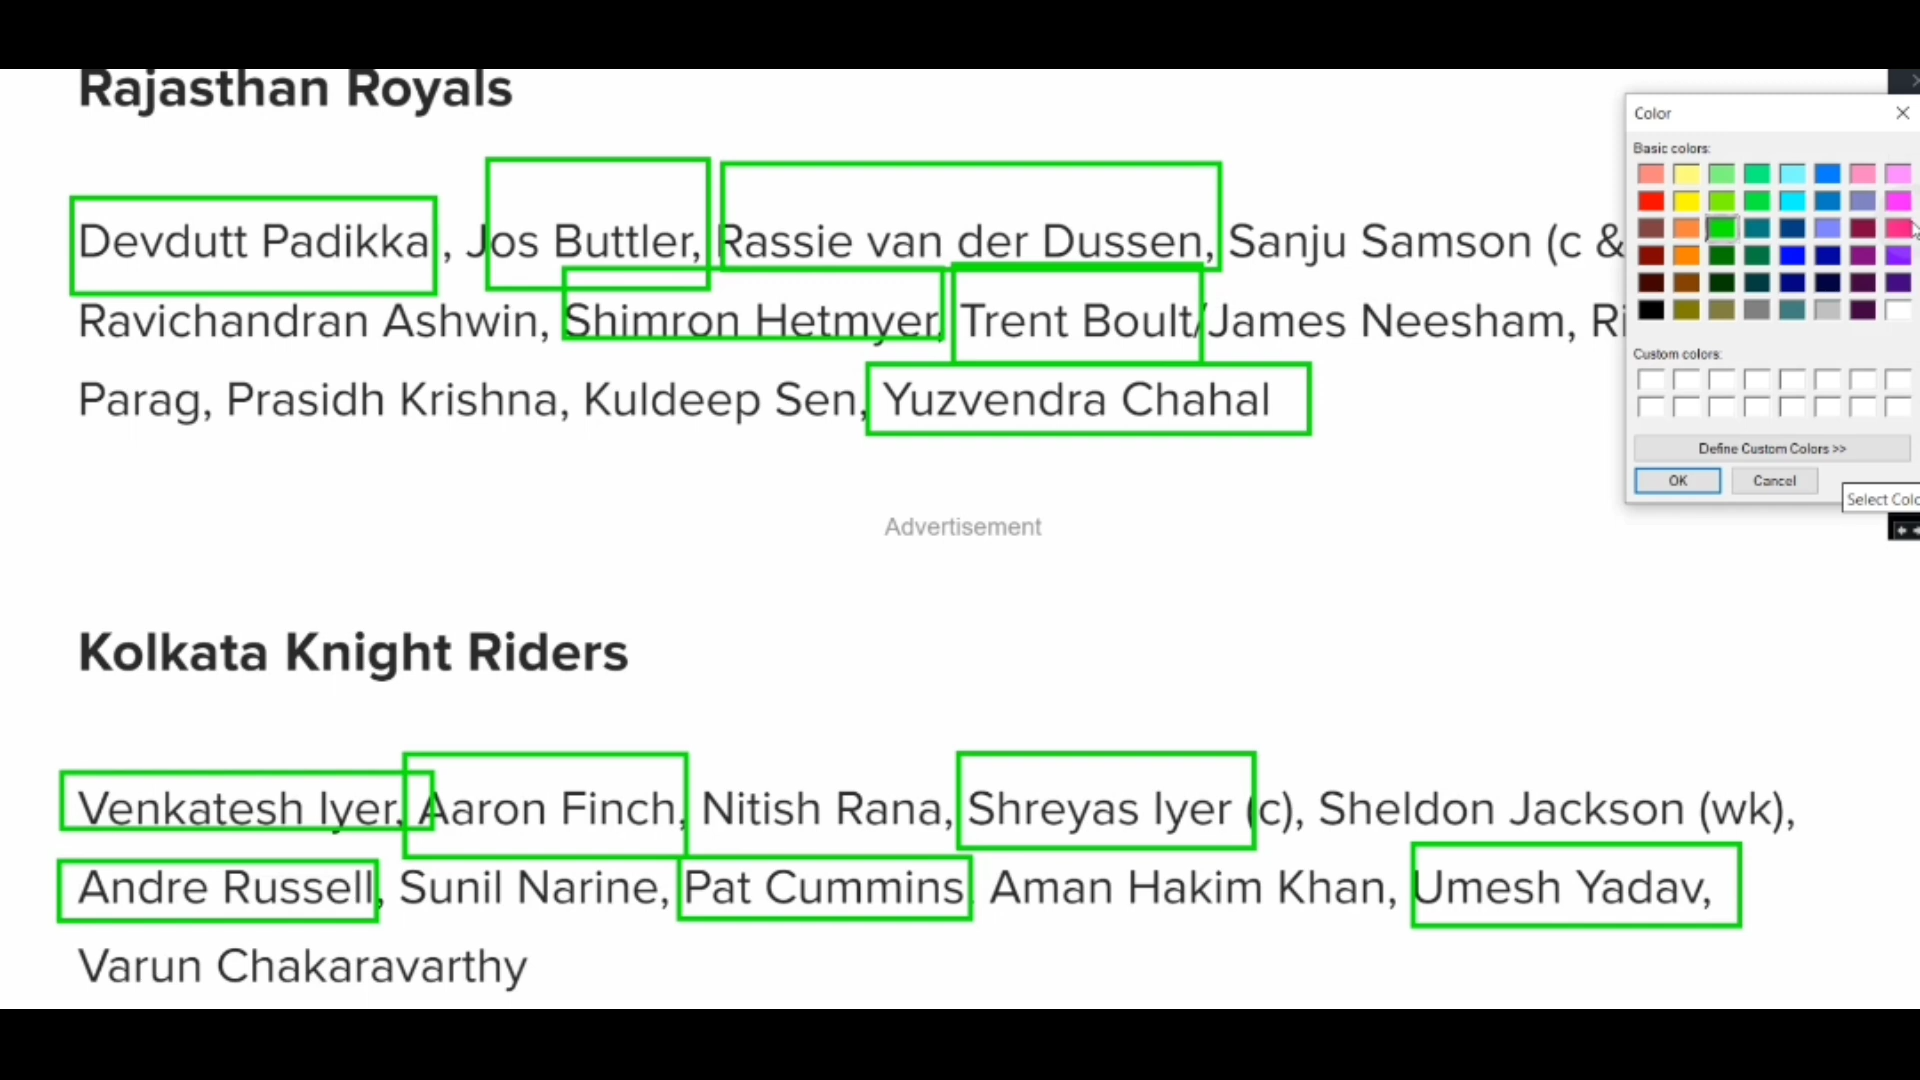 Rajasthan Royals
Devdutt Padikkal, Jos Buttler, Rassie van der Dussen, Sanju Samson (c &
Ravichandran Ashwin, Shimron Hetmyer, Trent Boult/James Neesham, Ri
Parag, Prasidh Krishna, Kuldeep Sen, Yuzvendra Chahal
Advertisement
Kolkata Knight Riders
Venkatesh Iyer, Aaron Finch, Nitish Rana, Shreyas Iyer (c), Sheldon Jackson (wk),
Andre Russell, Sunil Narine, Pat Cummins, Aman Hakim Khan, Umesh Yadav,
Varun Chakaravarthy
Color
Basic colors:
Custom colors:
Define Custom Colors >>
OK Cancel
Select Colo